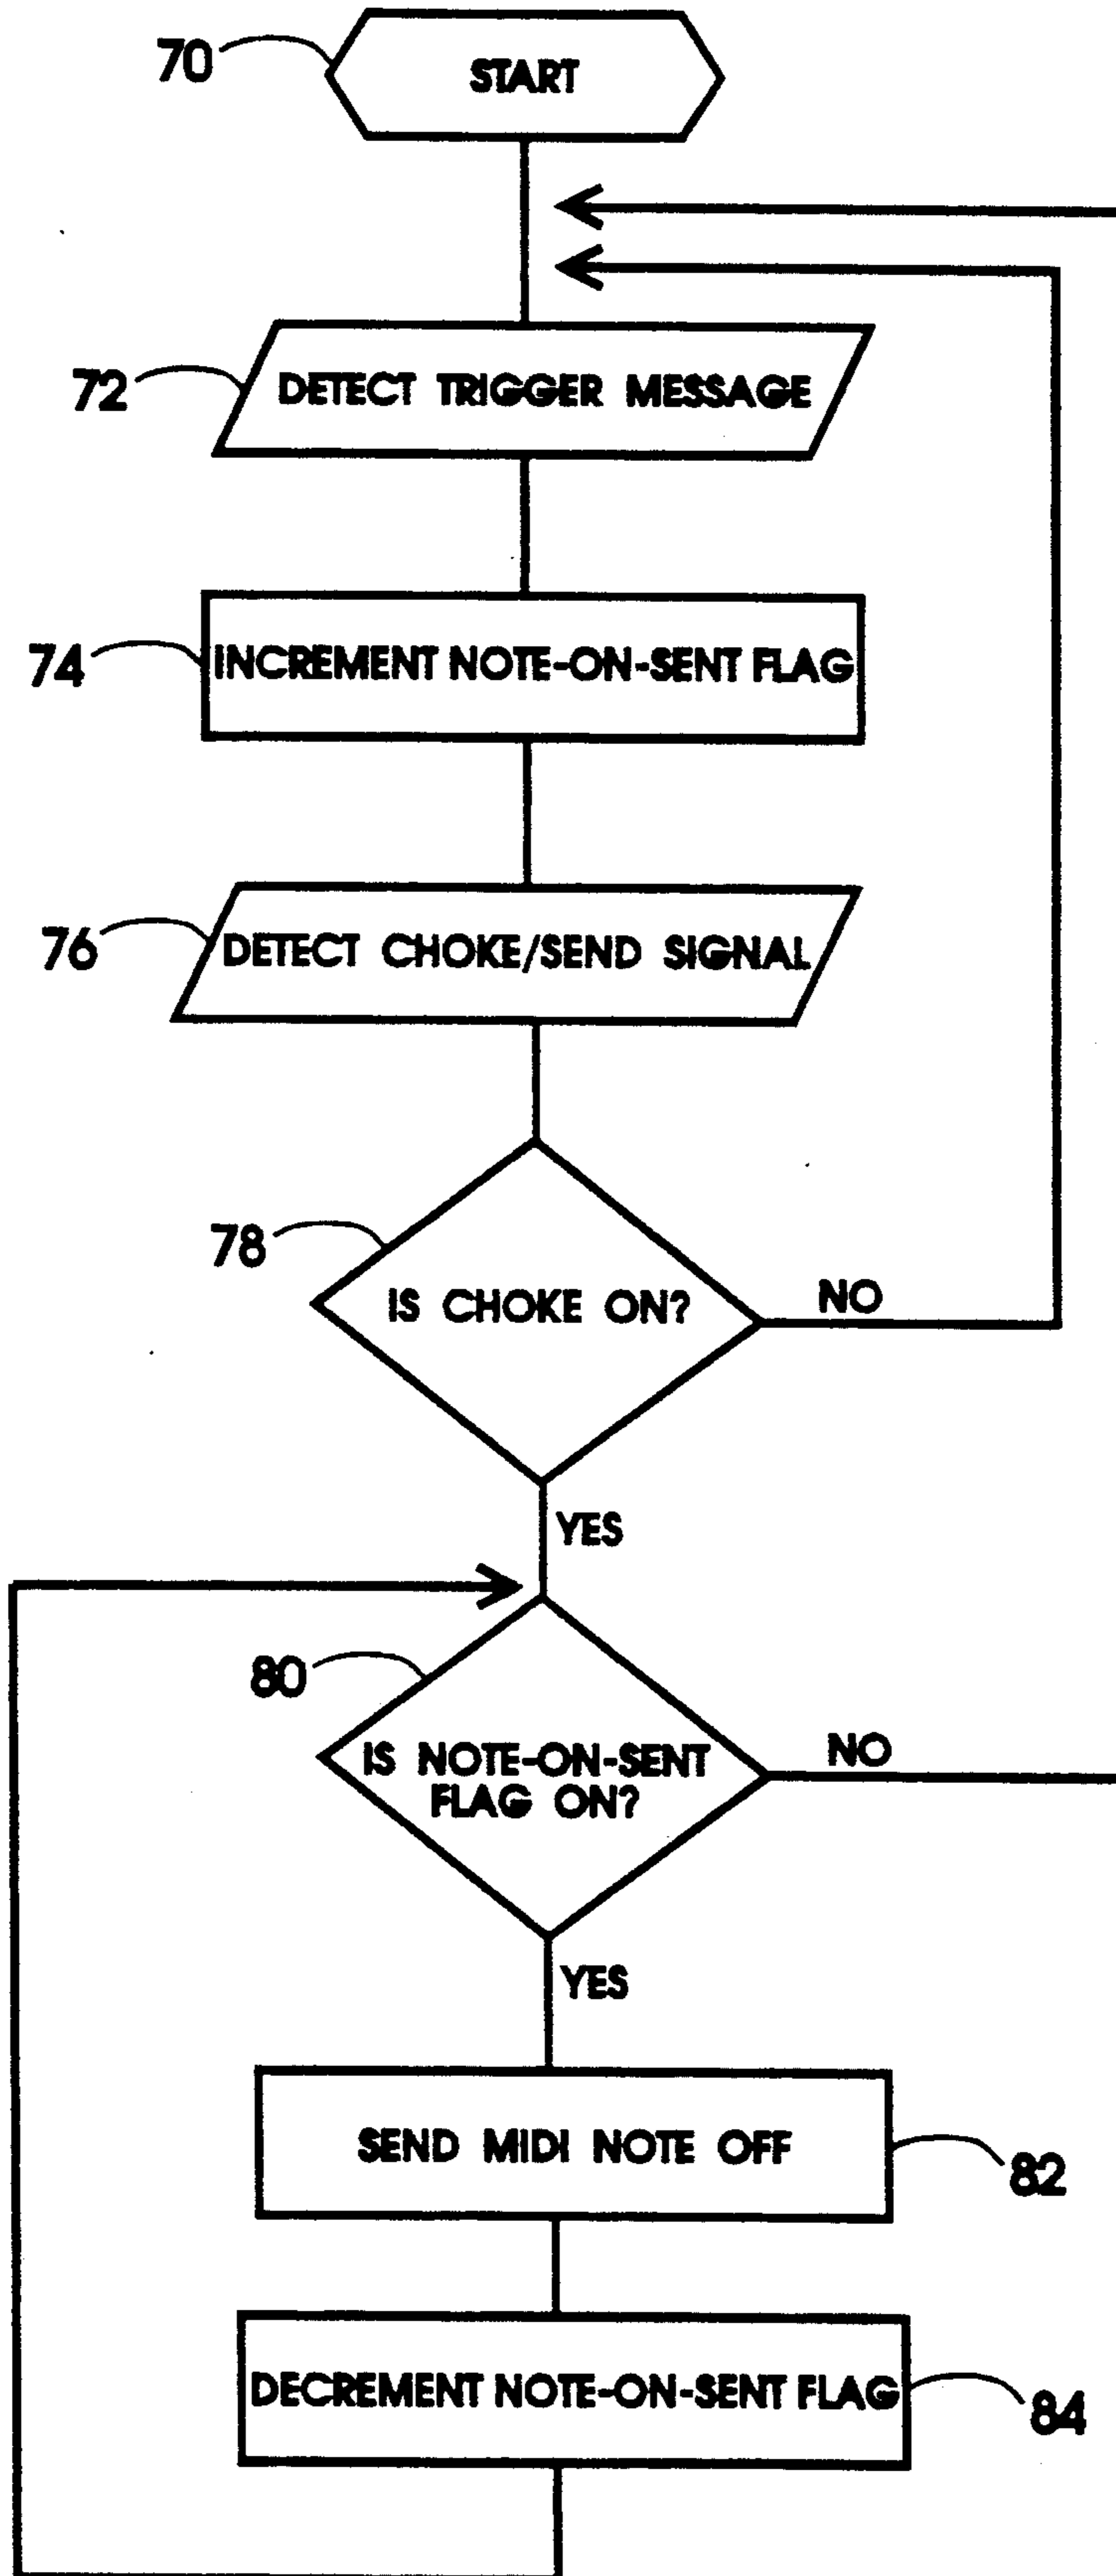 70
START
72
DETECT TRIGGER MESSAGE
74
INCREMENT NOTE-ON-SENT FLAG
76
DETECT CHOKE/SEND SIGNAL
78
IS CHOKE ON?
NO
YES
80
IS NOTE-ON-SENT
FLAG ON?
NO
YES
SEND MIDI NOTE OFF
82
DECREMENT NOTE-ON-SENT FLAG
84